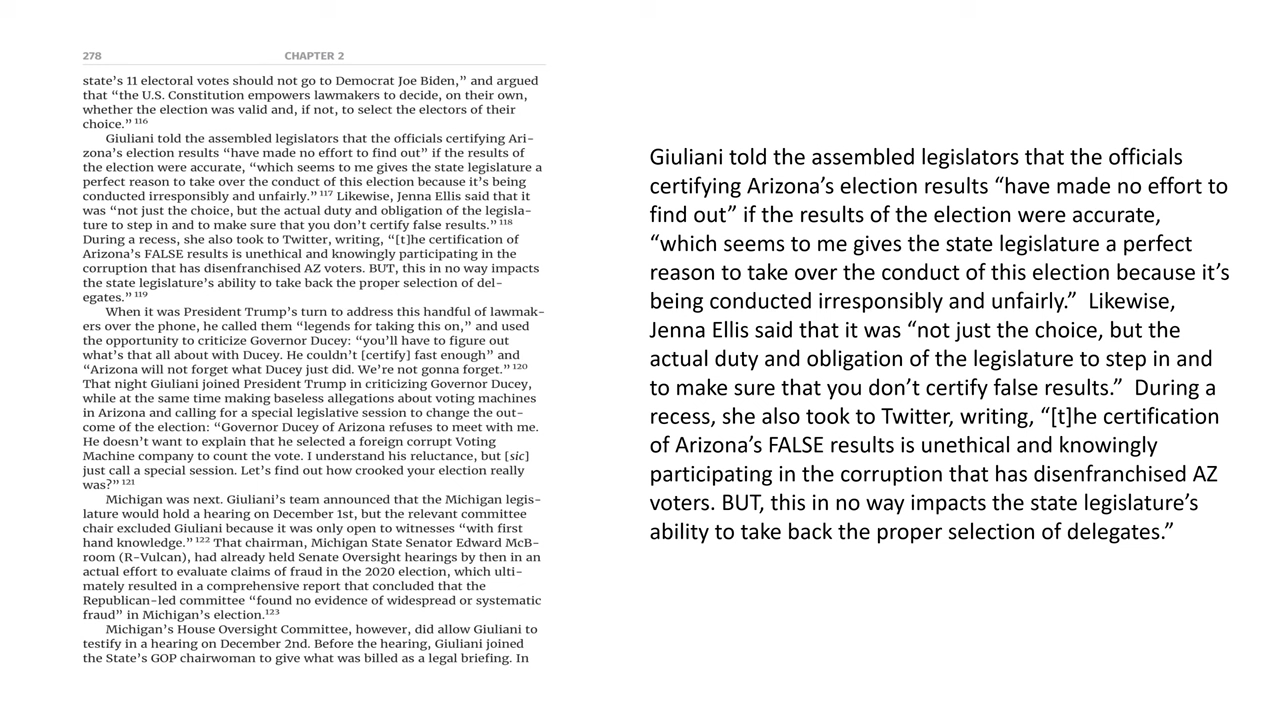 278 CHAPTER 2
state’s 11 electoral votes should not go to Democrat Joe Biden,” and argued
that “the U.S. Constitution empowers lawmakers to decide, on their own,
whether the election was valid and, if not, to select the electors of their
choice.” 116
Giuliani told the assembled legislators that the officials certifying Ari-
zona’s election results “have made no effort to find out” if the results of
the election were accurate, “which seems to me gives the state legislature a
perfect reason to take over the conduct of this election because it’s being
conducted irresponsibly and unfairly.” 117 Likewise, Jenna Ellis said that it
was “not just the choice, but the actual duty and obligation of the legisla-
ture to step in and to make sure that you don’t certify false results.” 118
During a recess, she also took to Twitter, writing, “[t]he certification of
Arizona’s FALSE results is unethical and knowingly participating in the
corruption that has disenfranchised AZ voters. BUT, this in no way impacts
the state legislature’s ability to take back the proper selection of del-
egates.” 119
When it was President Trump’s turn to address this handful of lawmak-
ers over the phone, he called them “legends for taking this on,” and used
the opportunity to criticize Governor Ducey: “you’ll have to figure out
what’s that all about with Ducey. He couldn’t [certify] fast enough” and
“Arizona will not forget what Ducey just did. We’re not gonna forget.” 120
That night Giuliani joined President Trump in criticizing Governor Ducey,
while at the same time making baseless allegations about voting machines
in Arizona and calling for a special legislative session to change the out-
come of the election: “Governor Ducey of Arizona refuses to meet with me.
He doesn’t want to explain that he selected a foreign corrupt Voting
Machine company to count the vote. I understand his reluctance, but [sic]
just call a special session. Let’s find out how crooked your election really
was?” 121
Michigan was next. Giuliani’s team announced that the Michigan legis-
lature would hold a hearing on December 1st, but the relevant committee
chair excluded Giuliani because it was only open to witnesses “with first
hand knowledge.” 122 That chairman, Michigan State Senator Edward McB-
room (R-Vulcan), had already held Senate Oversight hearings by then in an
actual effort to evaluate claims of fraud in the 2020 election, which ulti-
mately resulted in a comprehensive report that concluded that the
Republican-led committee “found no evidence of widespread or systematic
fraud” in Michigan’s election.123
Michigan’s House Oversight Committee, however, did allow Giuliani to
testify in a hearing on December 2nd. Before the hearing, Giuliani joined
the State’s GOP chairwoman to give what was billed as a legal briefing. In
Giuliani told the assembled legislators that the officials
certifying Arizona’s election results “have made no effort to
find out” if the results of the election were accurate,
“which seems to me gives the state legislature a perfect
reason to take over the conduct of this election because it’s
being conducted irresponsibly and unfairly.”  Likewise,
Jenna Ellis said that it was “not just the choice, but the
actual duty and obligation of the legislature to step in and
to make sure that you don’t certify false results.”  During a
recess, she also took to Twitter, writing, “[t]he certification
of Arizona’s FALSE results is unethical and knowingly
participating in the corruption that has disenfranchised AZ
voters. BUT, this in no way impacts the state legislature’s
ability to take back the proper selection of delegates.”